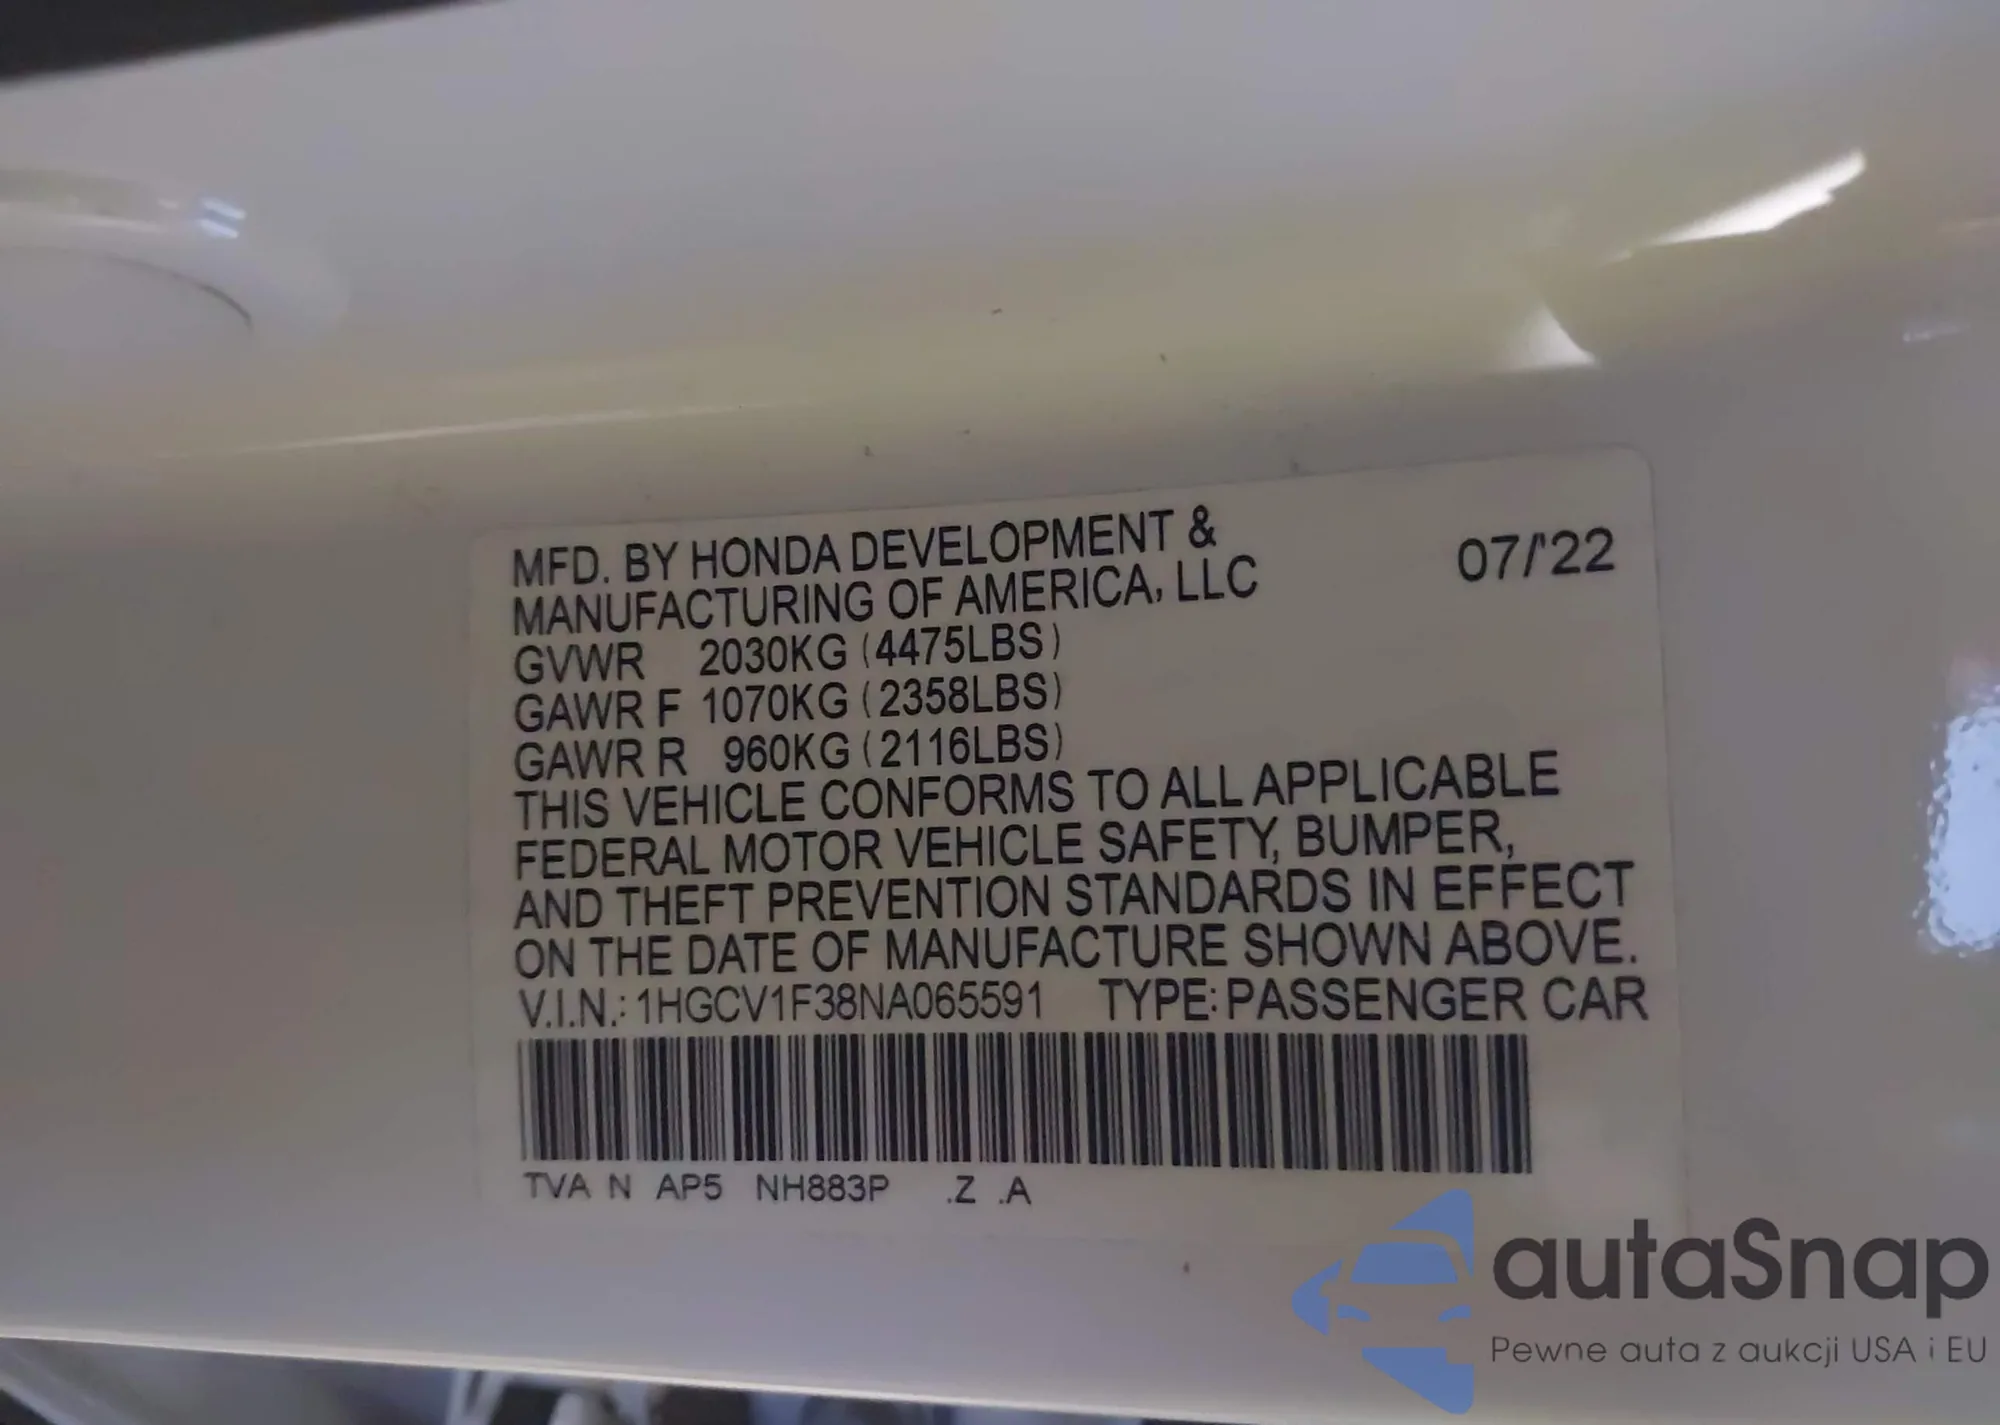 MFD. BY HONDA DEVELOPMENT &
MANUFACTURING OF AMERICA, LLC
07/'22
GVWR 2030KG (4475LBS)
GAWR F 1070KG (2358LBS)
GAWR R 960KG (2116LBS)
THIS VEHICLE CONFORMS TO ALL APPLICABLE
FEDERAL MOTOR VEHICLE SAFETY, BUMPER,
AND THEFT PREVENTION STANDARDS IN EFFECT
ON THE DATE OF MANUFACTURE SHOWN ABOVE.
V.I.N.: 1HGCV1F38NA065591 TYPE: PASSENGER CAR
TVA N AP5 NH883P .Z .A
autaSnap
Pewne auta z aukcji USA i EU